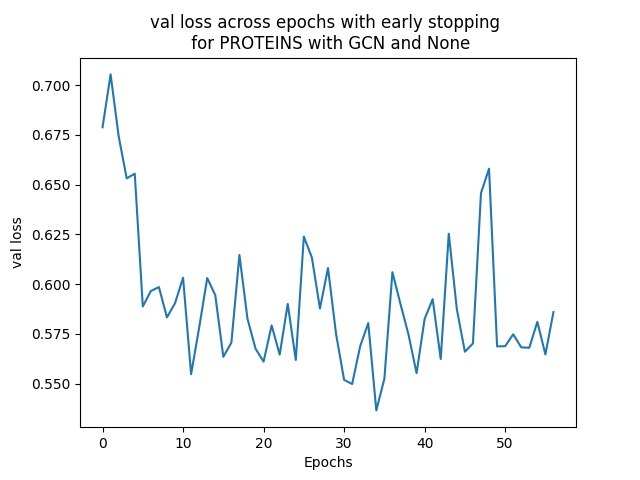 val loss across epochs with early stopping
for PROTEINS with GCN and None
0.700
0.675
0.650
0.625
0.600
0.575
0.550
val loss
0 10 20 30 40 50
Epochs